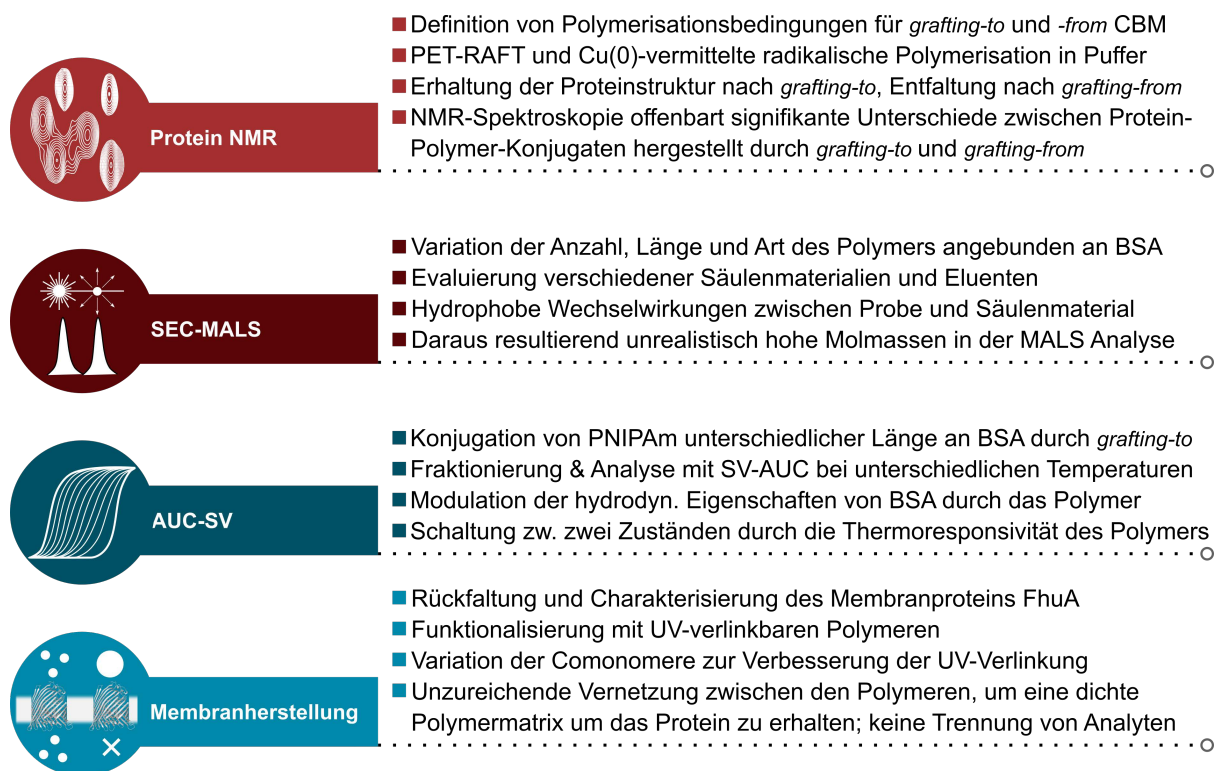 Protein NMR
Definition von Polymerisationsbedingungen für grafting-to und -from CBM
PET-RAFT und Cu(0)-vermittelte radikalische Polymerisation in Puffer
Erhaltung der Proteinstruktur nach grafting-to, Entfaltung nach grafting-from
NMR-Spektroskopie offenbart signifikante Unterschiede zwischen Protein-
Polymer-Konjugaten hergestellt durch grafting-to und grafting-from
SEC-MALS
Variation der Anzahl, Länge und Art des Polymers angebunden an BSA
Evaluierung verschiedener Säulenmaterialien und Eluenten
Hydrophobe Wechselwirkungen zwischen Probe und Säulenmaterial
Daraus resultierend unrealistisch hohe Molmassen in der MALS Analyse
AUC-SV
Konjugation von PNIPAm unterschiedlicher Länge an BSA durch grafting-to
Fraktionierung & Analyse mit SV-AUC bei unterschiedlichen Temperaturen
Modulation der hydrodyn. Eigenschaften von BSA durch das Polymer
Schaltung zw. zwei Zuständen durch die Thermoresponsivität des Polymers
Membranherstellung
Rückfaltung und Charakterisierung des Membranproteins FhuA
Funktionalisierung mit UV-verlinkbaren Polymeren
Variation der Comonomere zur Verbesserung der UV-Verlinkung
Unzureichende Vernetzung zwischen den Polymeren, um eine dichte
Polymermatrix um das Protein zu erhalten; keine Trennung von Analyten